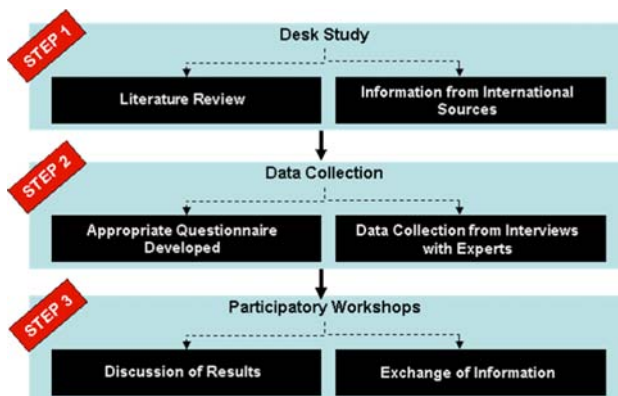 STEP 1
Desk Study
Literature Review
Information from International
Sources
STEP 2
Data Collection
Appropriate Questionnaire
Developed
Data Collection from Interviews
with Experts
STEP 3
Participatory Workshops
Discussion of Results
Exchange of Information